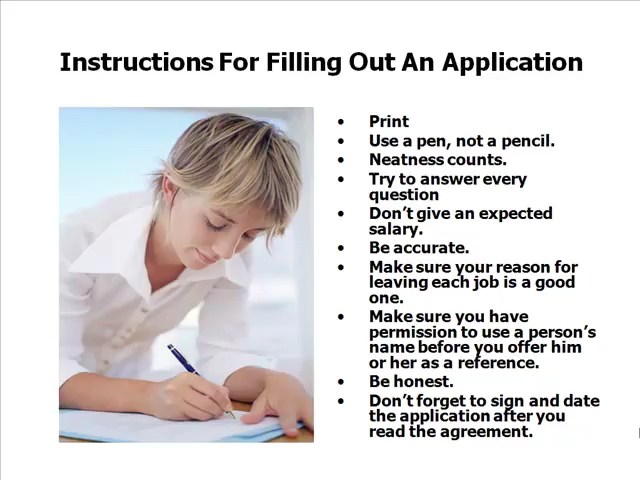 Instructions For Filling Out An Application
• Print
• Use a pen, not a pencil.
• Neatness counts.
• Try to answer every
question
• Don't give an expected
salary.
• Be accurate.
• Make sure your reason for
leaving each job is a good
one.
• Make sure you have
permission to use a person's
name before you offer him
or her as a reference.
• Be honest.
• Don't forget to sign and date
the application after you
read the agreement.